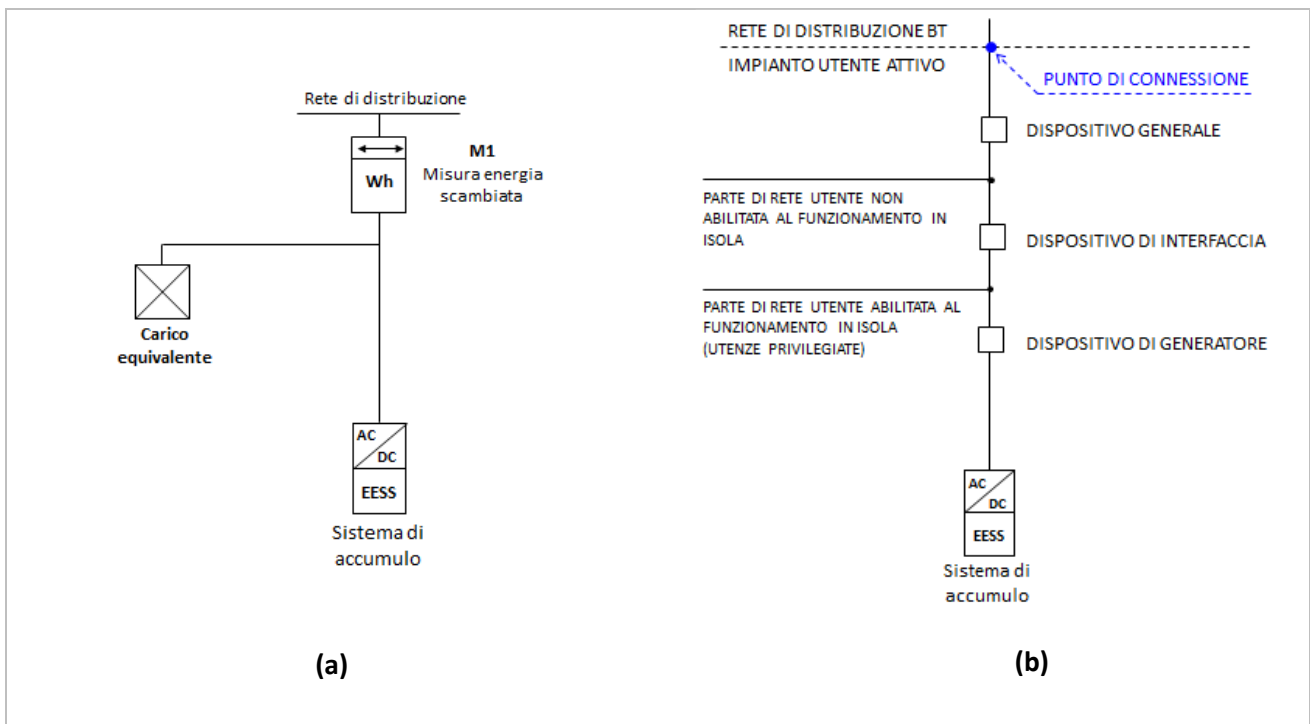 Rete di distribuzione
M1
Misura energia
scambiata
Wh
Carico
equivalente
AC
DC
EESS
Sistema di
accumulo
(a)
RETE DI DISTRIBUZIONE BT
IMPIANTO UTENTE ATTIVO
PUNTO DI CONNESSIONE
DISPOSITIVO GENERALE
PARTE DI RETE UTENTE NON
ABILITATA AL FUNZIONAMENTO IN
ISOLA
DISPOSITIVO DI INTERFACCIA
PARTE DI RETE UTENTE ABILITATA AL
FUNZIONAMENTO IN ISOLA
(UTENZE PRIVILEGIATE)
DISPOSITIVO DI GENERATORE
AC
DC
EESS
Sistema di
accumulo
(b)